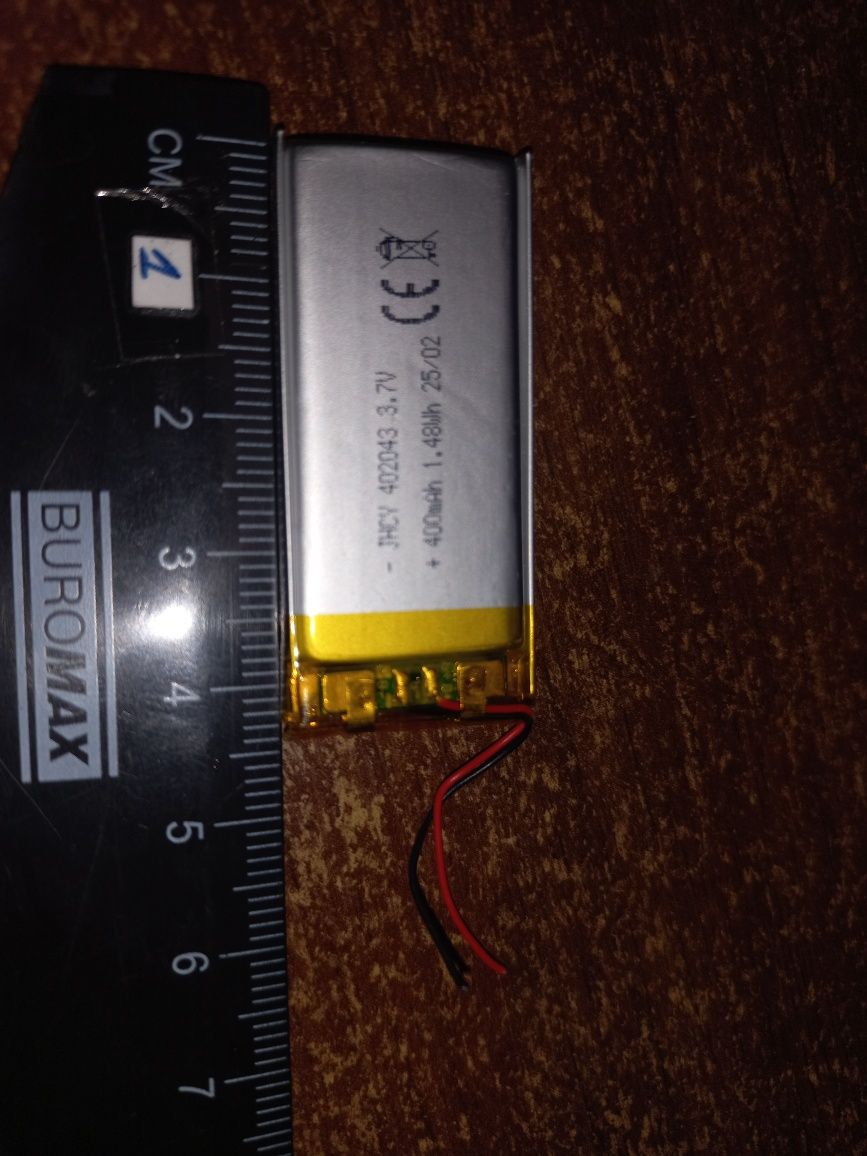 CM
1
2
3
4
5
6
7
BUROMAX
CE
- JHCY 402043 3.7V
+ 400mAh 1.48Wh 25/02